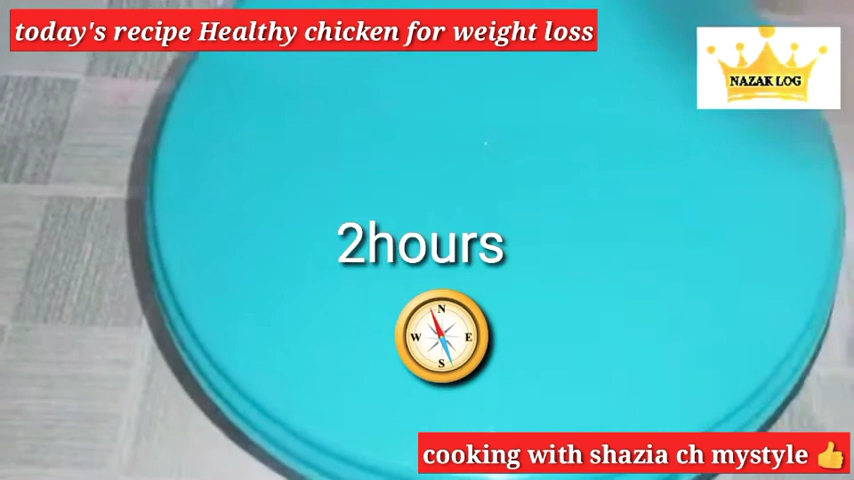 today's recipe Healthy chicken for weight loss
NAZAK LOG
2hours
N
W E
S
cooking with shazia ch mystyle 👍